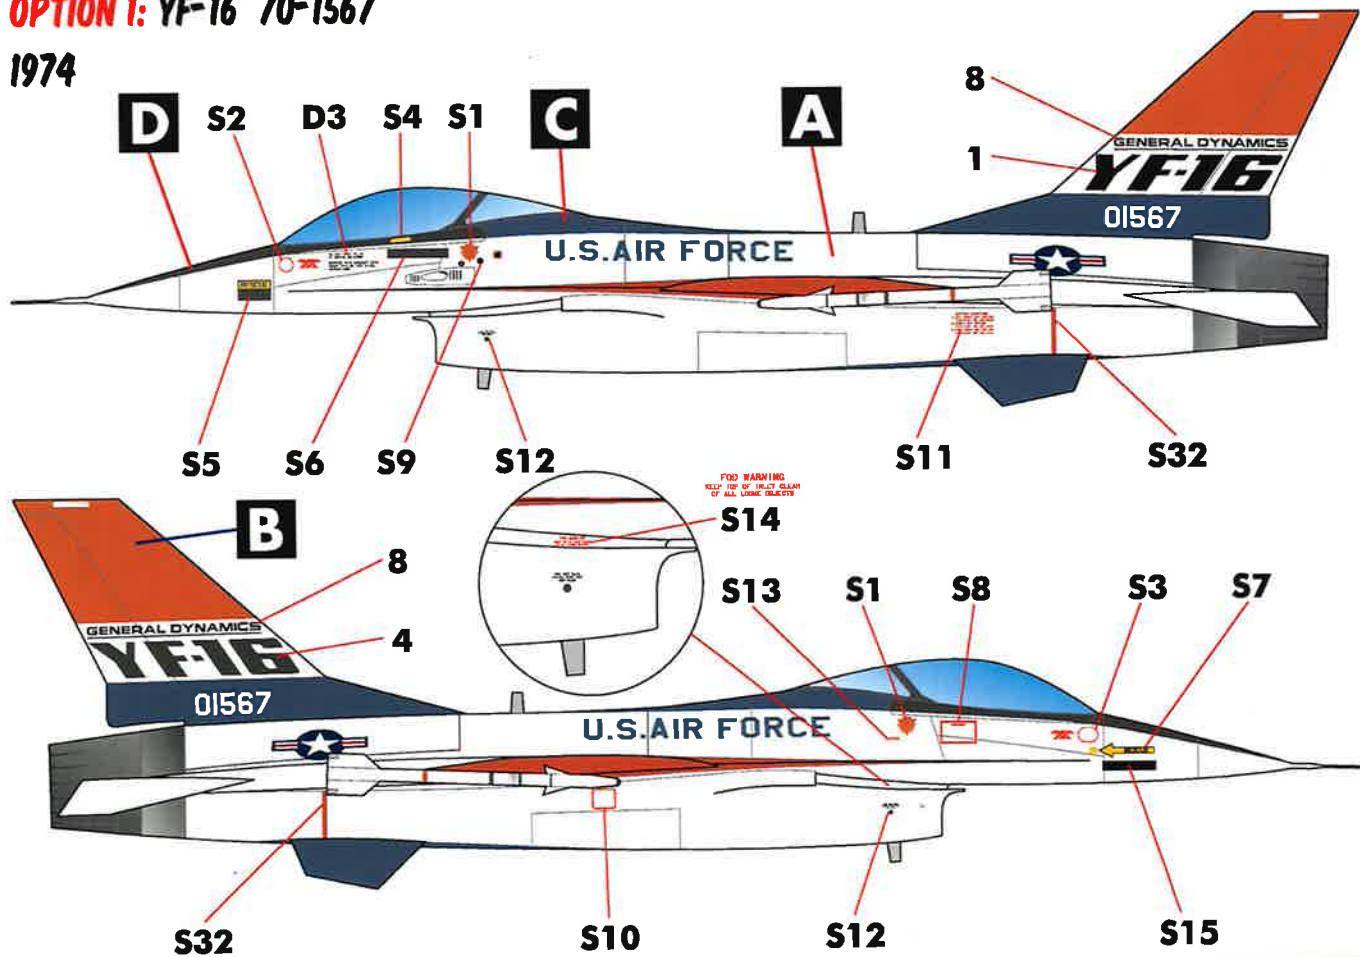 OPTION 1: YF-16 70-1567
1974
D
S2
D3
S4
S1
C
A
8
1
GENERAL DYNAMICS
YF-16
01567
U.S.AIR FORCE
S5
S6
S9
S12
S11
S32
FOD WARNING
KEEP TOP OF INLET CLEAR
OF ALL LOOSE OBJECTS
S14
B
8
4
GENERAL DYNAMICS
YF-16
01567
S13
S1
S8
S3
S7
U.S.AIR FORCE
S32
S10
S12
S15